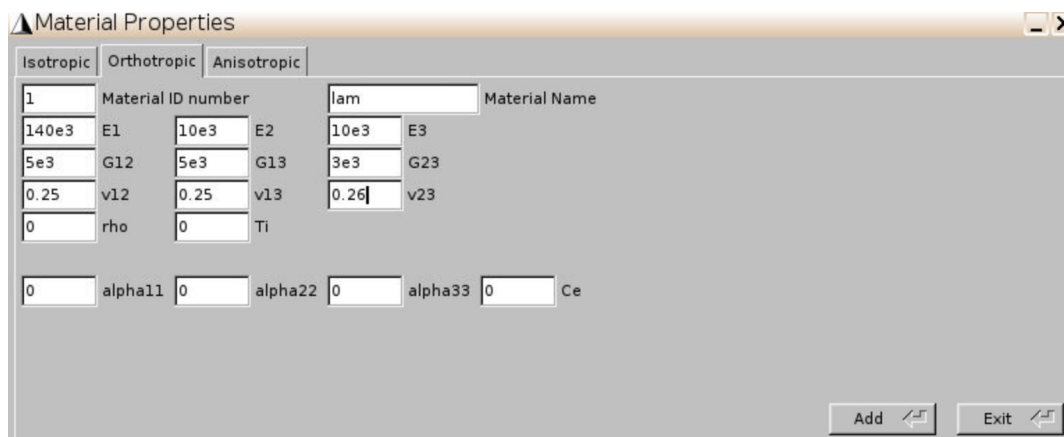 Material Properties
Isotropic Orthotropic Anisotropic
1 Material ID number lam Material Name
140e3 E1 10e3 E2 10e3 E3
5e3 G12 5e3 G13 3e3 G23
0.25 v12 0.25 v13 0.26 v23
0 rho 0 Ti
0 alpha11 0 alpha22 0 alpha33 0 Ce
Add Exit